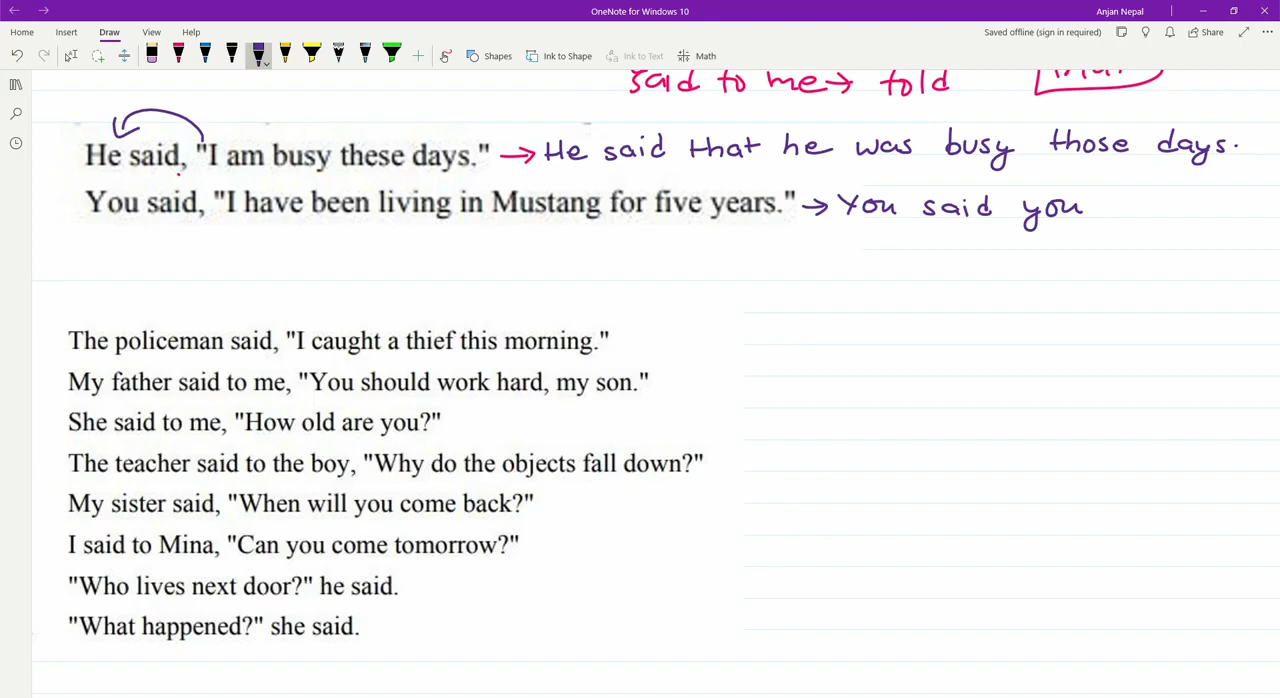 OneNote for Windows 10
Anjan Nepal
Home Insert Draw View Help
Saved offline (sign in required) Share
Shapes Ink to Shape Ink to Text Math
said to me → told
He said, "I am busy these days." → He said that he was busy those days.
You said, "I have been living in Mustang for five years." → You said you
The policeman said, "I caught a thief this morning."
My father said to me, "You should work hard, my son."
She said to me, "How old are you?"
The teacher said to the boy, "Why do the objects fall down?"
My sister said, "When will you come back?"
I said to Mina, "Can you come tomorrow?"
"Who lives next door?" he said.
"What happened?" she said.